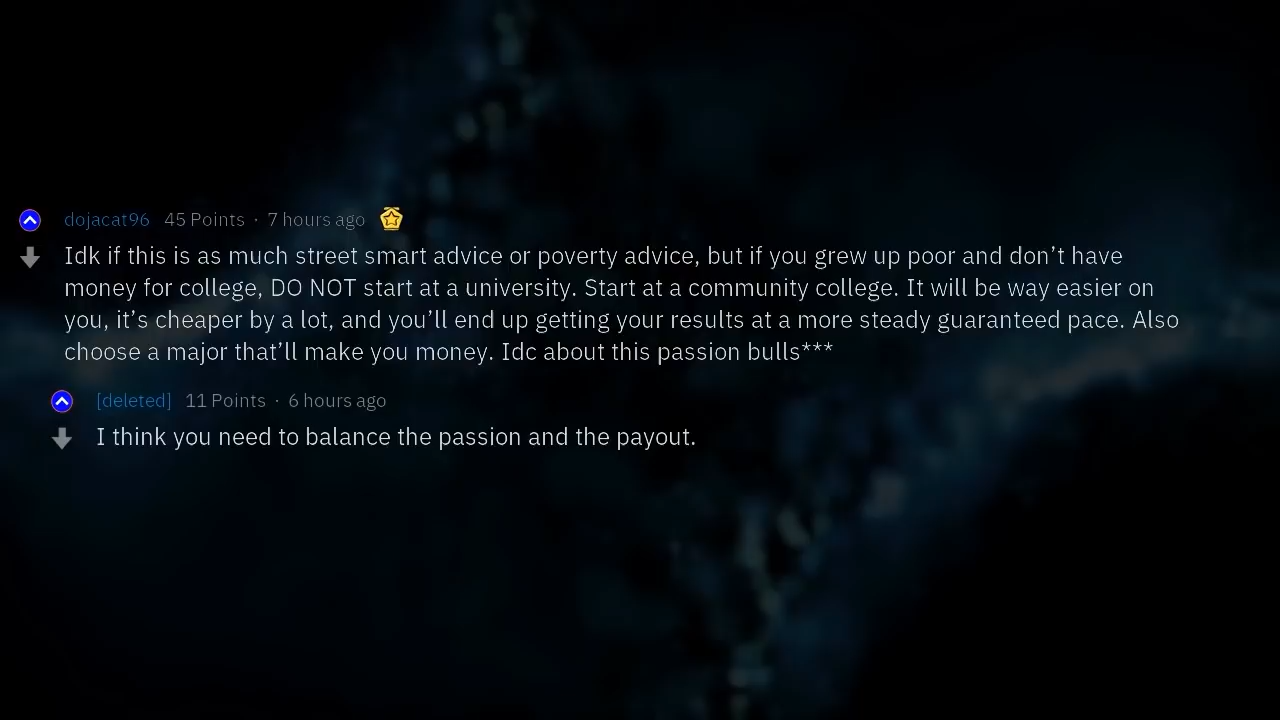 dojacat96 45 Points · 7 hours ago
Idk if this is as much street smart advice or poverty advice, but if you grew up poor and don’t have
money for college, DO NOT start at a university. Start at a community college. It will be way easier on
you, it’s cheaper by a lot, and you’ll end up getting your results at a more steady guaranteed pace. Also
choose a major that’ll make you money. Idc about this passion bulls***
[deleted] 11 Points · 6 hours ago
I think you need to balance the passion and the payout.